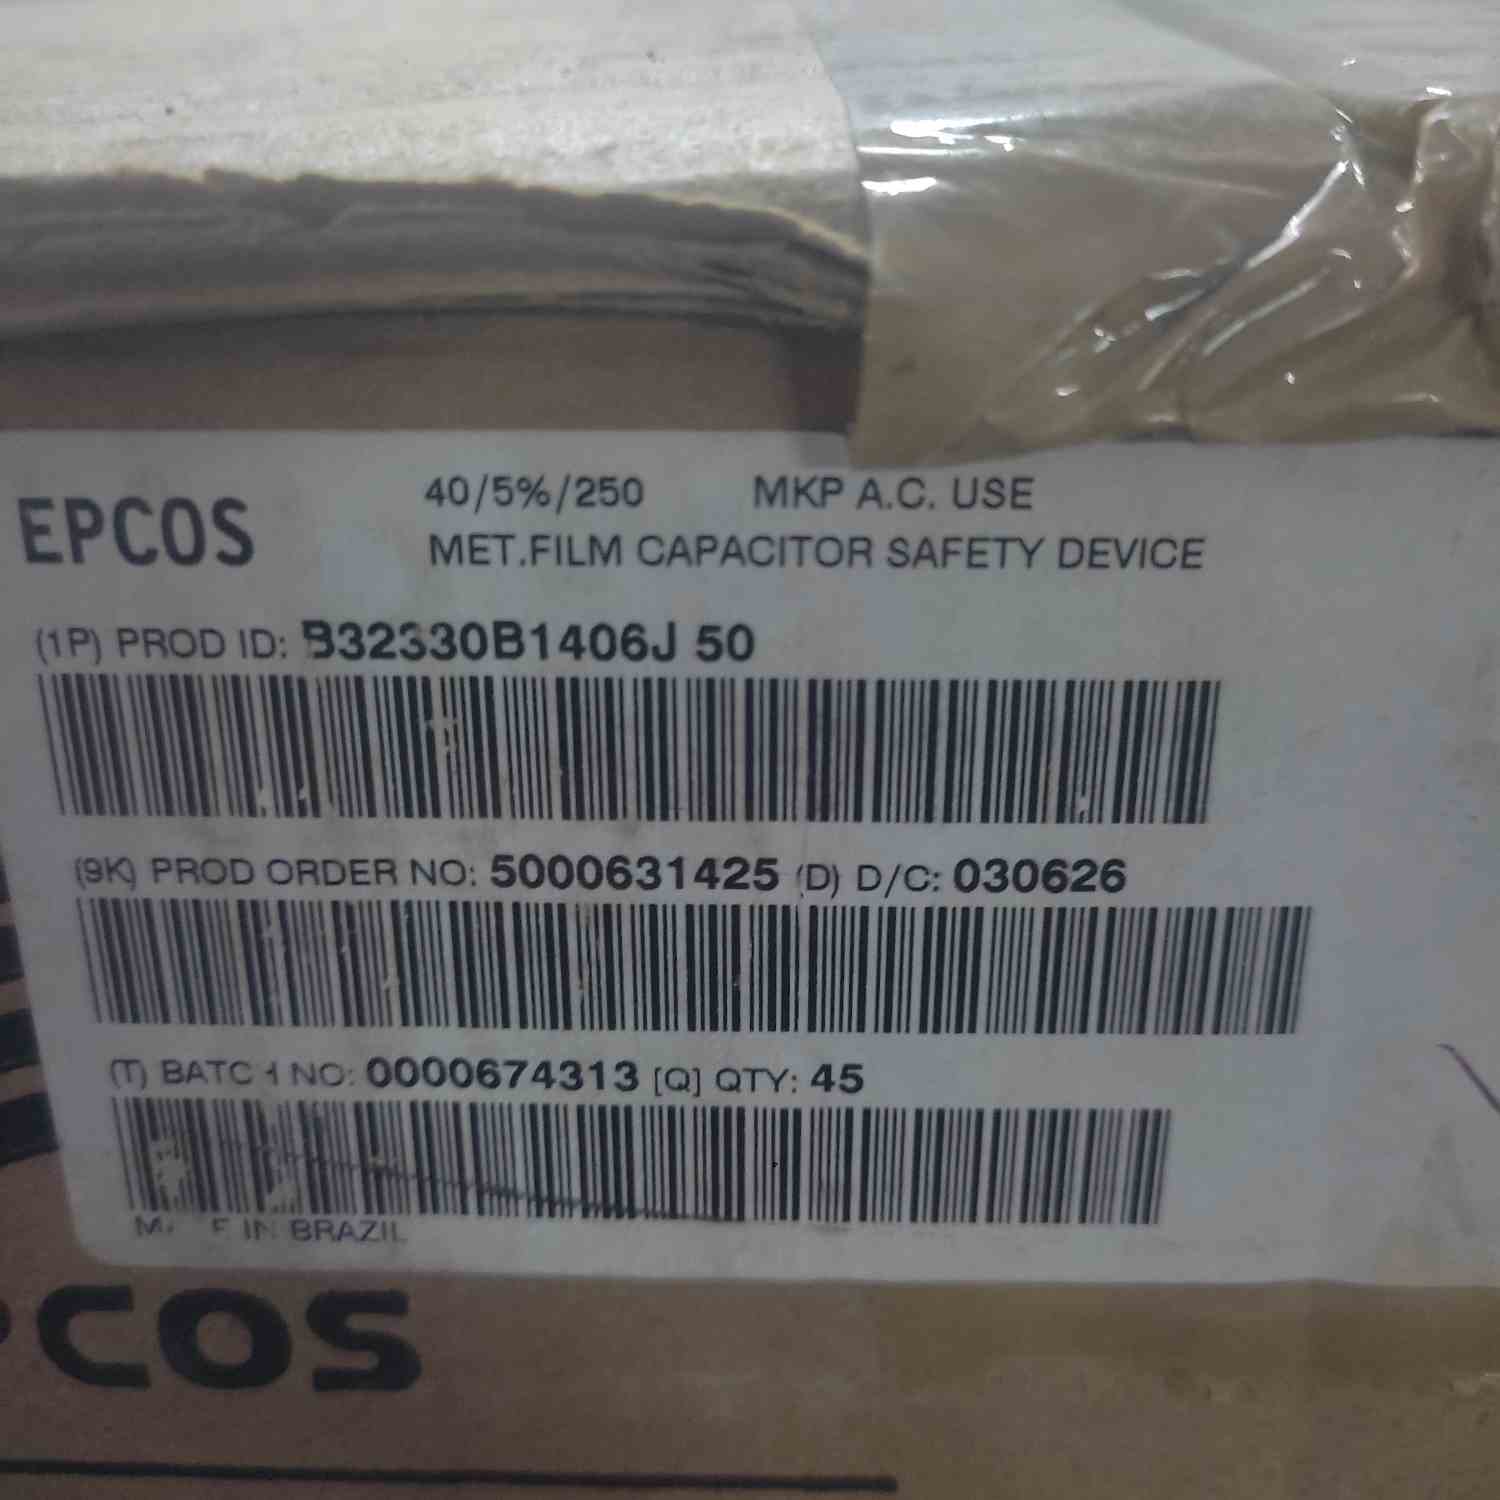 EPCOS
40/5%/250 MKP A.C. USE
MET.FILM CAPACITOR SAFETY DEVICE
(1P) PROD ID: B32330B1406J 50
(9K) PROD ORDER NO: 5000631425 (D) D/C: 030626
(T) BATCH NO: 0000674313 [Q] QTY: 45
IN BRAZIL
PCOS